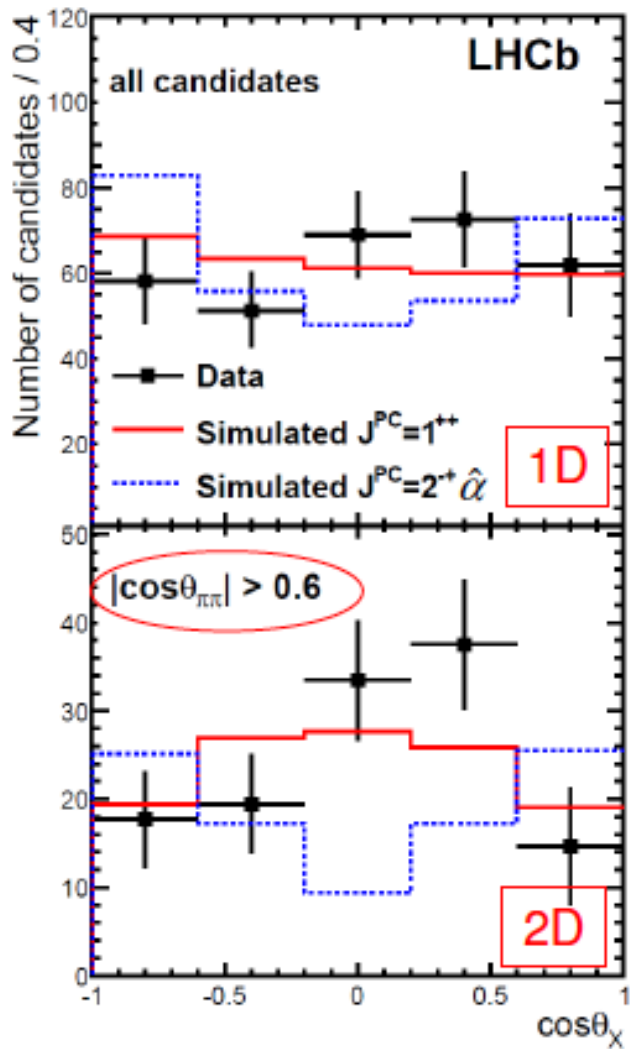 Number of candidates / 0.4
120
100
80
60
40
20
all candidates
LHCb
Data
Simulated J^PC=1^++
Simulated J^PC=2^-+ α̂
1D
50
40
30
20
10
0
|cosθ_ππ| > 0.6
2D
-1 -0.5 0 0.5 1
cosθ_X